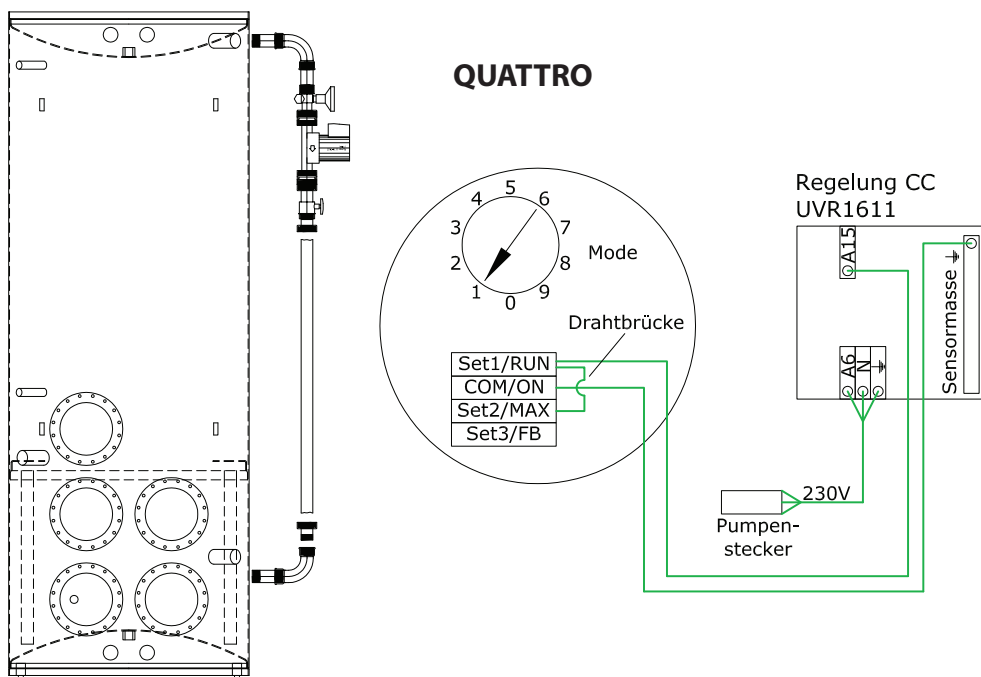 QUATTRO
Regelung CC
UVR1611
0
1
2
3
4
5
6
7
8
9
Mode
Drahtbrücke
Set1/RUN
COM/ON
Set2/MAX
Set3/FB
A15
A6
N
Sensormasse
230V
Pumpen-
stecker